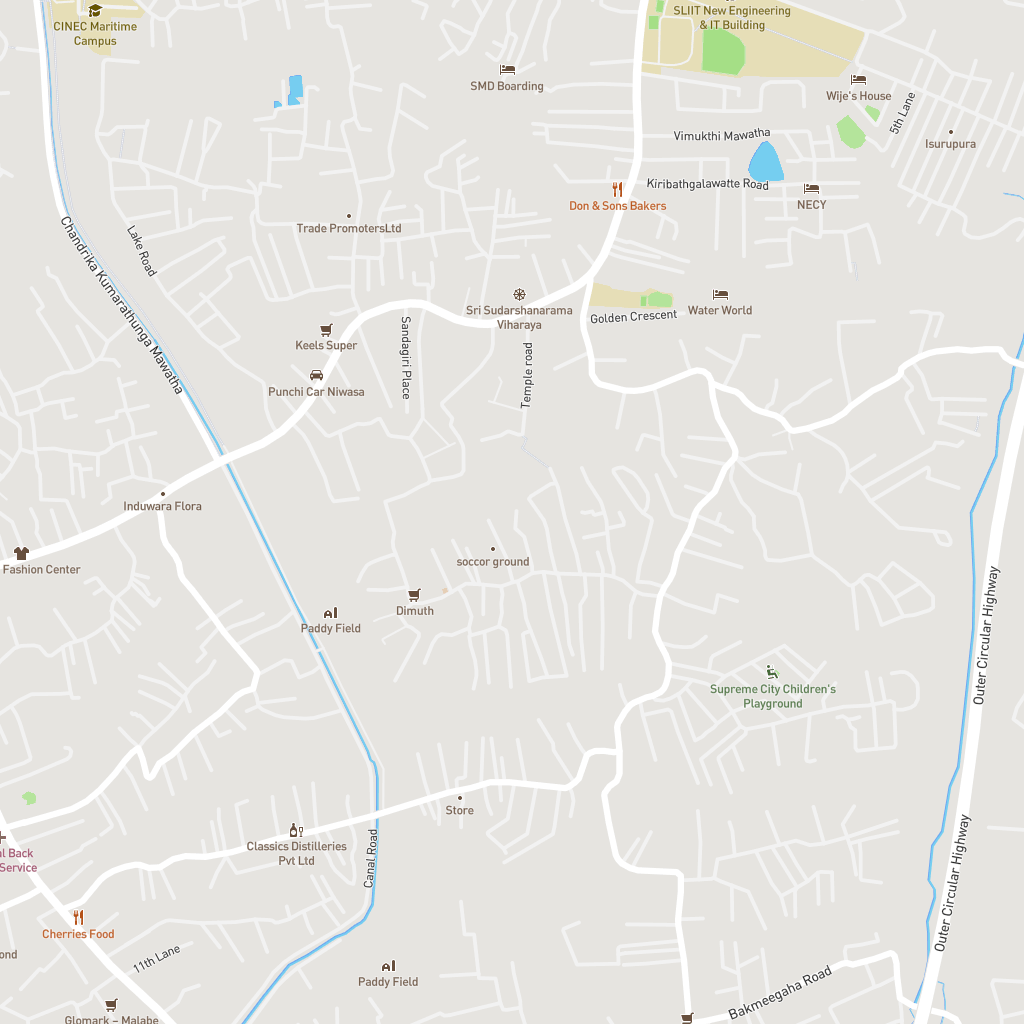 CINEC Maritime
Campus
SLIIT New Engineering
& IT Building
SMD Boarding
Wije's House
5th Lane
Vimukthi Mawatha
Isurupura
Kiribathgalawatte Road
Don & Sons Bakers
NECY
Trade PromotersLtd
Lake Road
Chandrika Kumarathunga Mawatha
Sri Sudarshanarama
Viharaya
Water World
Golden Crescent
Keels Super
Sandagiri Place
Temple road
Punchi Car Niwasa
Induwara Flora
Fashion Center
soccor ground
Dimuth
Paddy Field
Outer Circular Highway
Supreme City Children's
Playground
Store
Classics Distilleries
Pvt Ltd
Canal Road
al Back
Service
Outer Circular Highway
Cherries Food
11th Lane
ond
Paddy Field
Bakmeegaha Road
Glomark – Malabe